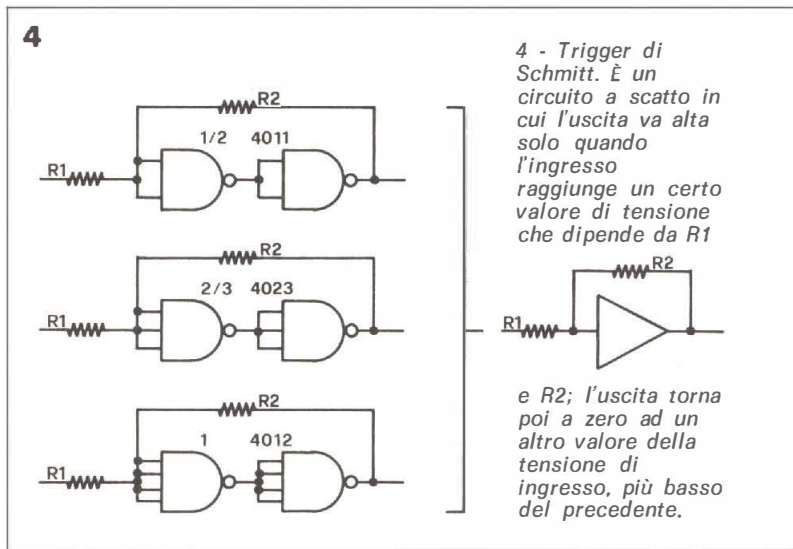 4
4 - Trigger di
Schmitt. È un
circuito a scatto in
cui l'uscita va alta
solo quando
l'ingresso
raggiunge un certo
valore di tensione
che dipende da R1
R2
1/2 4011
R1
R2
2/3 4023
R1
R2
1 4012
R1
R2
R1
e R2; l'uscita torna
poi a zero ad un
altro valore della
tensione di
ingresso, più basso
del precedente.